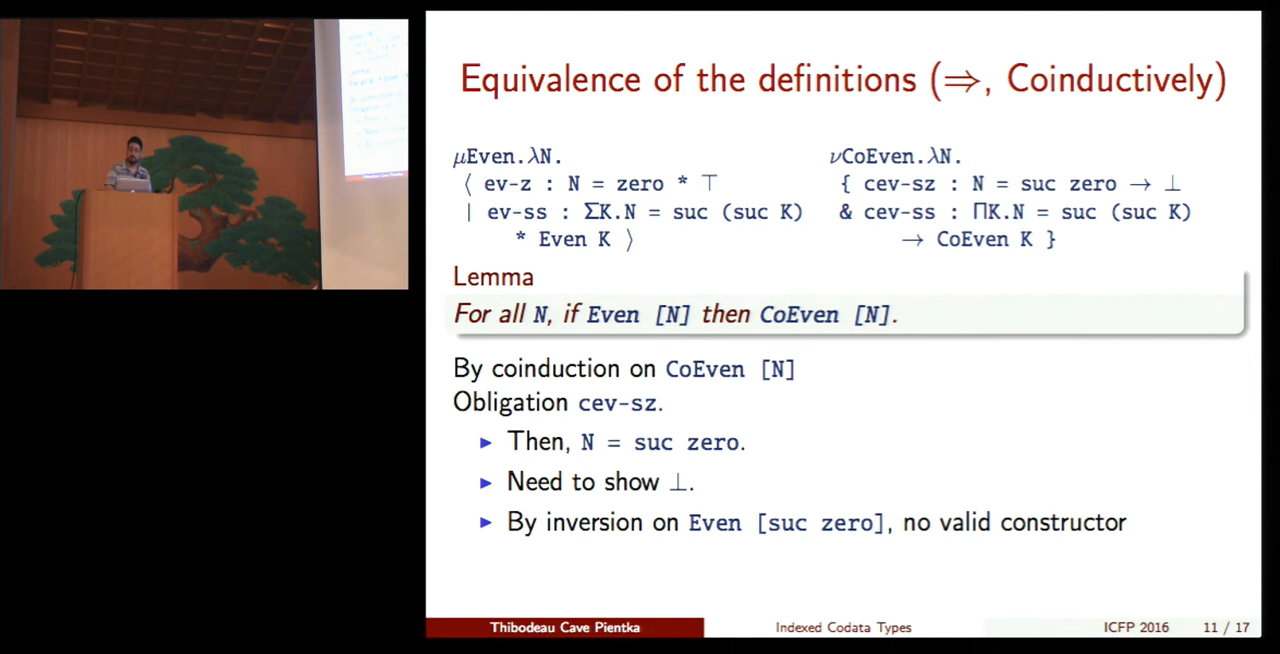 Equivalence of the definitions (⇒, Coinductively)
μEven.λN.
⟨ ev-z : N = zero * ⊤
| ev-ss : ΣK.N = suc (suc K)
* Even K ⟩
νCoEven.λN.
{ cev-sz : N = suc zero → ⊥
& cev-ss : ΠK.N = suc (suc K)
→ CoEven K }
Lemma
For all N, if Even [N] then CoEven [N].
By coinduction on CoEven [N]
Obligation cev-sz.
▸ Then, N = suc zero.
▸ Need to show ⊥.
▸ By inversion on Even [suc zero], no valid constructor
Thibodeau Cave Pientka
Indexed Codata Types
ICFP 2016
11 / 17